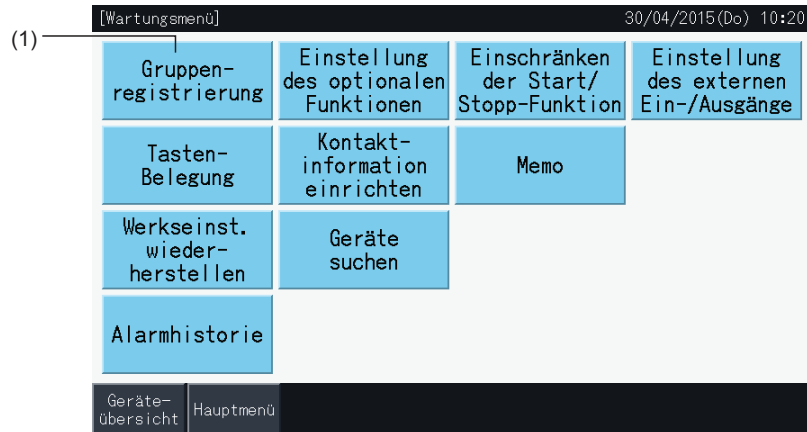 [Wartungsmenü]
30/04/2015(Do) 10:20
(1)
Gruppen-
registrierung
Einstellung
des optionalen
Funktionen
Einschränken
der Start/
Stopp-Funktion
Einstellung
des externen
Ein-/Ausgänge
Tasten-
Belegung
Kontakt-
information
einrichten
Memo
Werkseinst.
wieder-
herstellen
Geräte
suchen
Alarmhistorie
Geräte-
übersicht
Hauptmenü